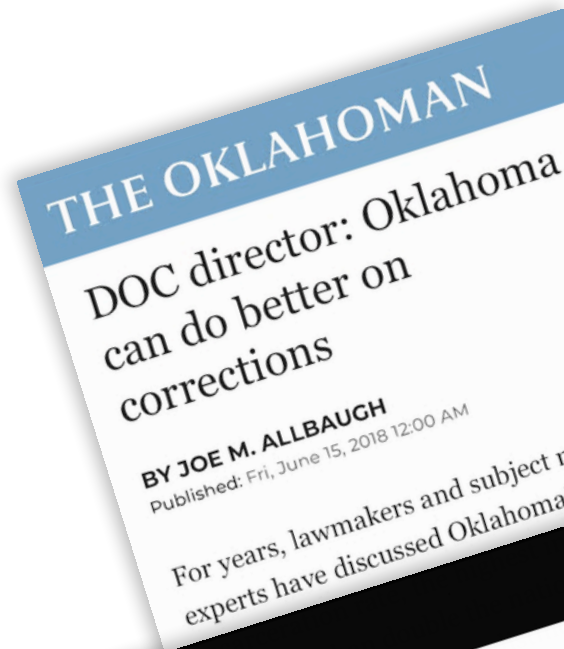 THE OKLAHOMAN
DOC director: Oklahoma
can do better on
corrections
BY JOE M. ALLBAUGH
Published: Fri, June 15, 2018 12:00 AM
For years, lawmakers and subject
experts have discussed Oklahoma